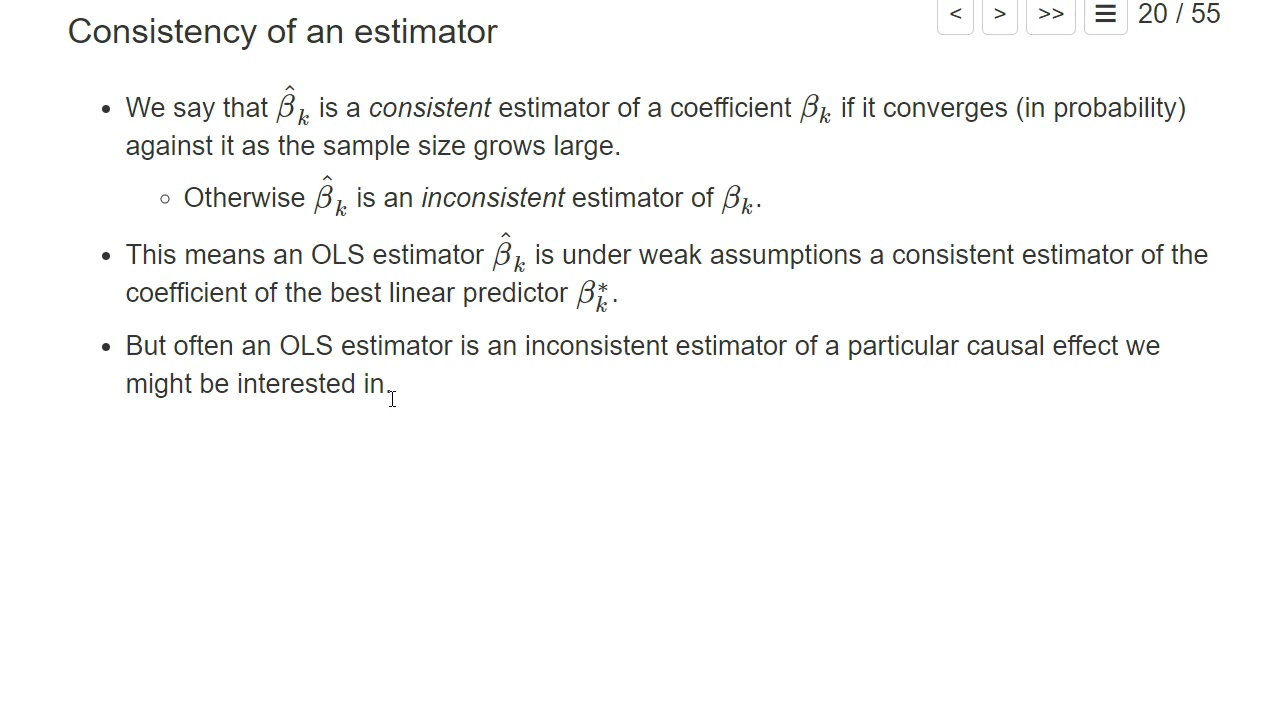 Consistency of an estimator
< > >> ☰ 20 / 55
• We say that β̂ₖ is a consistent estimator of a coefficient βₖ if it converges (in probability)
against it as the sample size grows large.
○ Otherwise β̂ₖ is an inconsistent estimator of βₖ.
• This means an OLS estimator β̂ₖ is under weak assumptions a consistent estimator of the
coefficient of the best linear predictor βₖ*.
• But often an OLS estimator is an inconsistent estimator of a particular causal effect we
might be interested in.